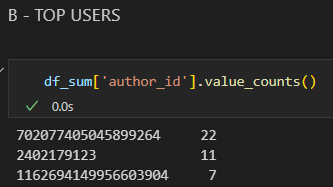 B - TOP USERS
df_sum['author_id'].value_counts()
0.0s
702077405045899264 22
2402179123 11
1162694149956603904 7